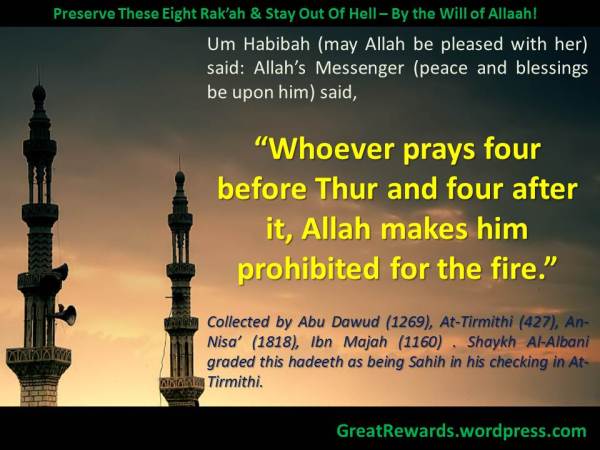 Preserve These Eight Rak’ah & Stay Out Of Hell – By the Will of Allaah!
Um Habibah (may Allah be pleased with her)
said: Allah’s Messenger (peace and blessings
be upon him) said,
“Whoever prays four
before Thur and four after
it, Allah makes him
prohibited for the fire.”
Collected by Abu Dawud (1269), At-Tirmithi (427), An-
Nisa’ (1818), Ibn Majah (1160) . Shaykh Al-Albani
graded this hadeeth as being Sahih in his checking in At-
Tirmithi.
GreatRewards.wordpress.com